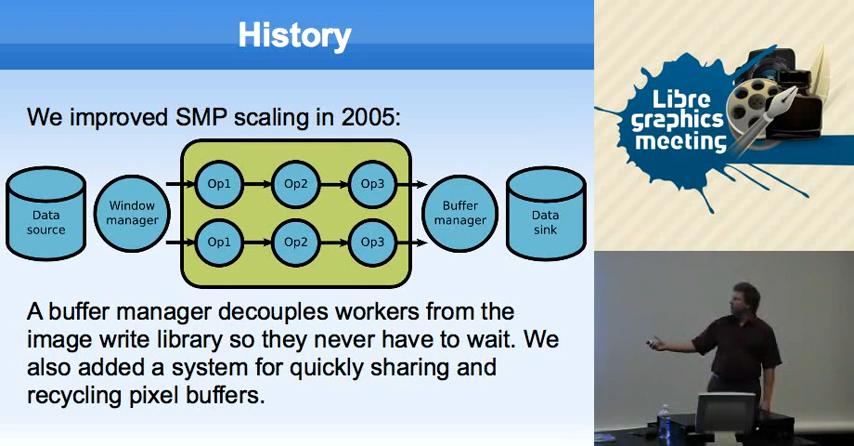 History
We improved SMP scaling in 2005:
Data
source
Window
manager
Op1
Op2
Op3
Op1
Op2
Op3
Buffer
manager
Data
sink
A buffer manager decouples workers from the
image write library so they never have to wait. We
also added a system for quickly sharing and
recycling pixel buffers.
Libre
graphics
meeting